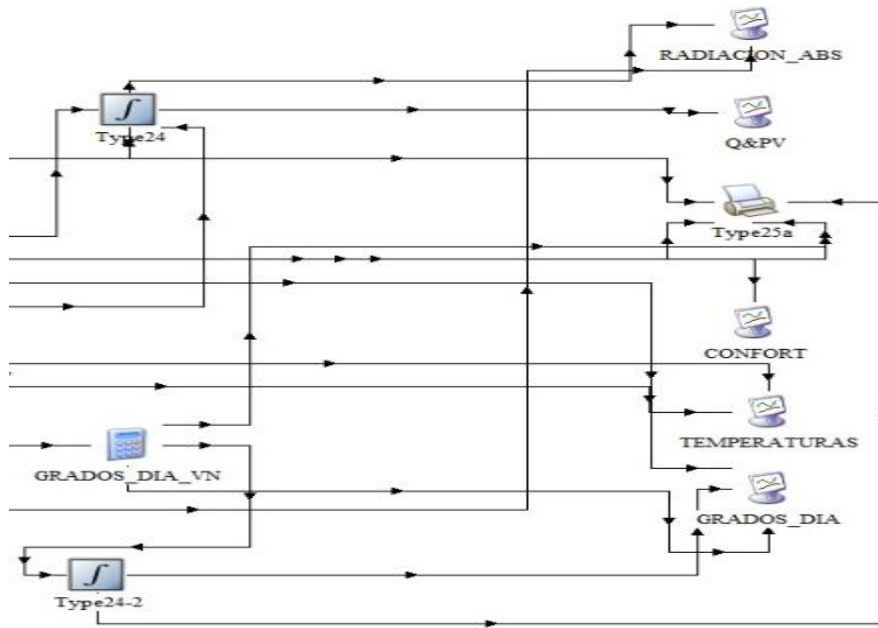 RADIACION_ABS
Type24
Q&PV
Type25a
CONFORT
TEMPERATURAS
GRADOS_DIA_VN
GRADOS_DIA
Type24-2